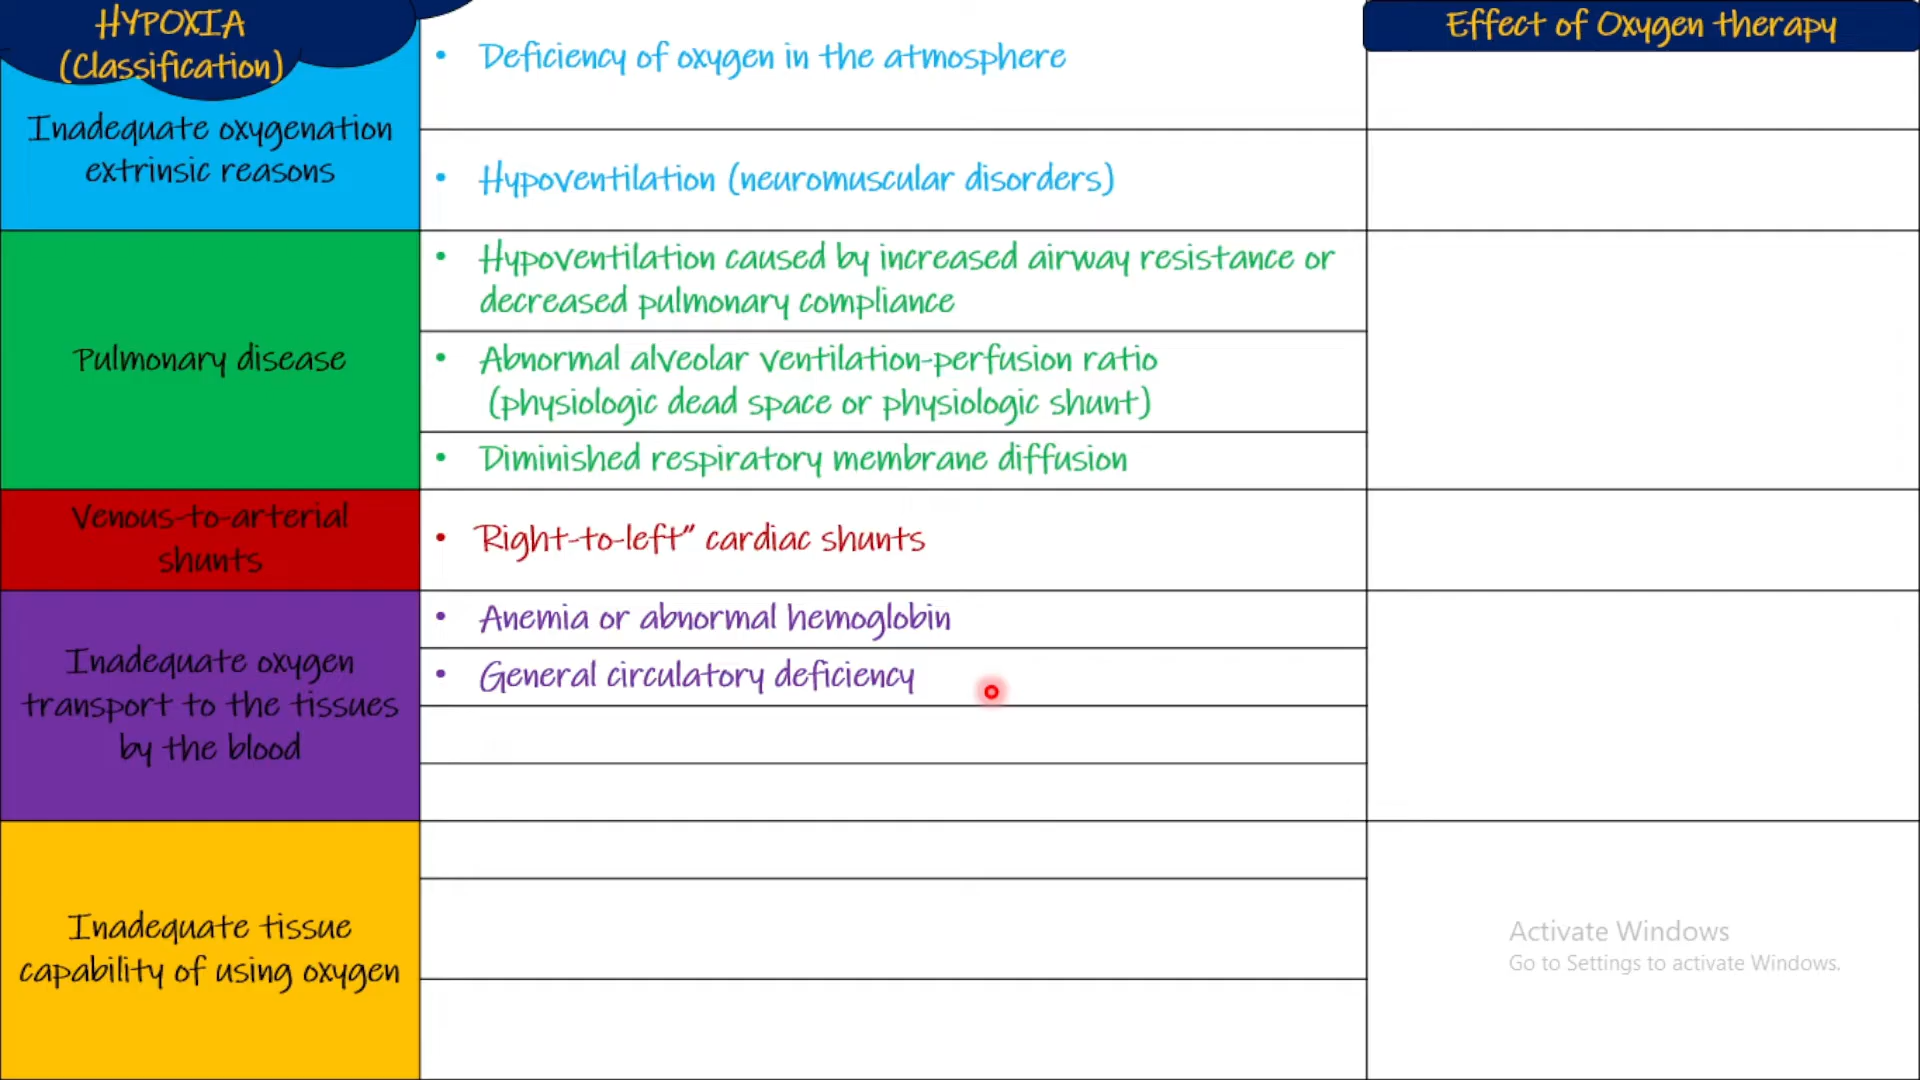 HYPOXIA
(Classification)
Effect of Oxygen therapy
Inadequate oxygenation
extrinsic reasons
• Deficiency of oxygen in the atmosphere
• Hypoventilation (neuromuscular disorders)
Pulmonary disease
• Hypoventilation caused by increased airway resistance or
decreased pulmonary compliance
• Abnormal alveolar ventilation-perfusion ratio
(physiologic dead space or physiologic shunt)
• Diminished respiratory membrane diffusion
Venous-to-arterial
shunts
• Right-to-left” cardiac shunts
Inadequate oxygen
transport to the tissues
by the blood
• Anemia or abnormal hemoglobin
• General circulatory deficiency
Inadequate tissue
capability of using oxygen
Activate Windows
Go to Settings to activate Windows.